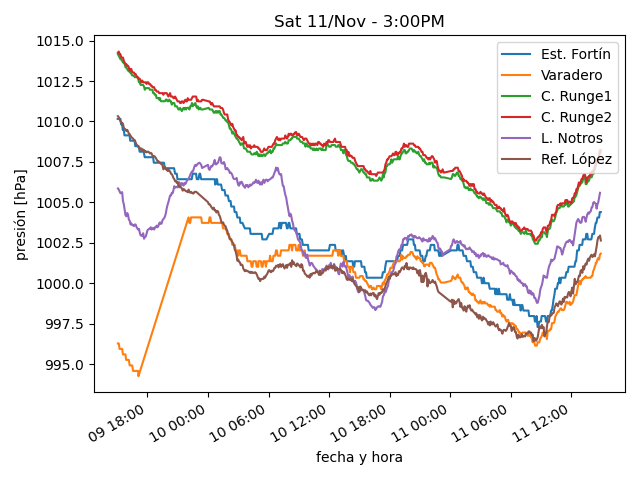 Sat 11/Nov - 3:00PM
1015.0
1012.5
1010.0
1007.5
1005.0
1002.5
1000.0
997.5
995.0
presión [hPa]
Est. Fortín
Varadero
C. Runge1
C. Runge2
L. Notros
Ref. López
09 18:00
10 00:00
10 06:00
10 12:00
10 18:00
11 00:00
11 06:00
11 12:00
fecha y hora